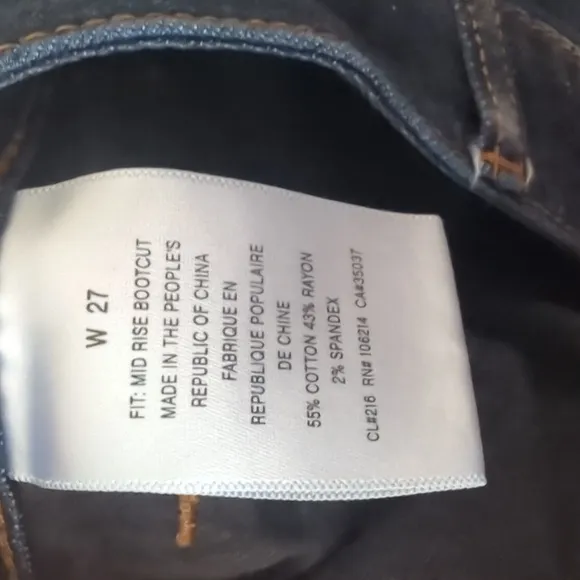 W 27
FIT: MID RISE BOOTCUT
MADE IN THE PEOPLE'S
REPUBLIC OF CHINA
FABRIQUE EN
REPUBLIQUE POPULAIRE
DE CHINE
55% COTTON 43% RAYON
2% SPANDEX
CL#216 RN# 106214 CA#35037